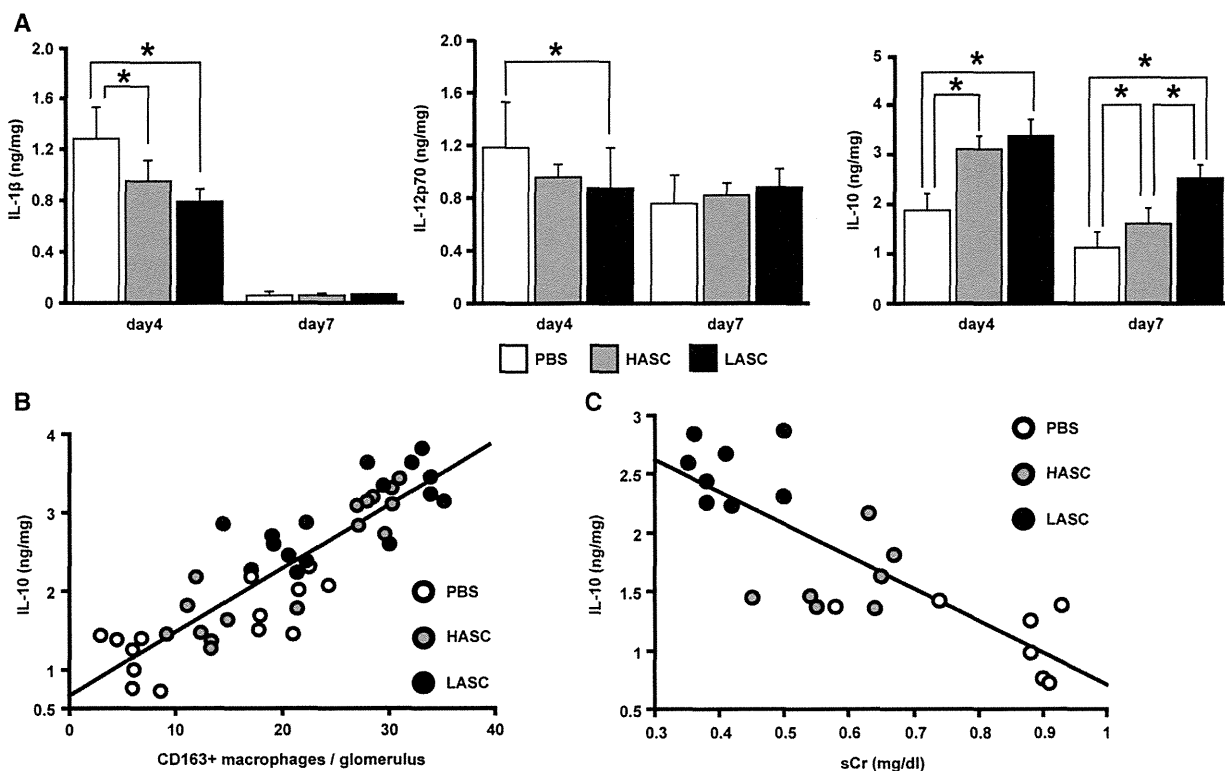 A
2.0
1.6
1.2
0.8
0.4
0
IL-1β (ng/mg)
* *
day4 day7
2.0
1.6
1.2
0.8
0.4
0
IL-12p70 (ng/mg)
*
day4 day7
5
4
3
2
1
0
IL-10 (ng/mg)
* * * * *
day4 day7
PBS HASC LASC
B
4
3
2
1
0.5
IL-10 (ng/mg)
PBS
HASC
LASC
0 10 20 30 40
CD163+ macrophages / glomerulus
C
3
2.5
2
1.5
1
0.5
IL-10 (ng/mg)
PBS
HASC
LASC
0.3 0.4 0.5 0.6 0.7 0.8 0.9 1
sCr (mg/dl)